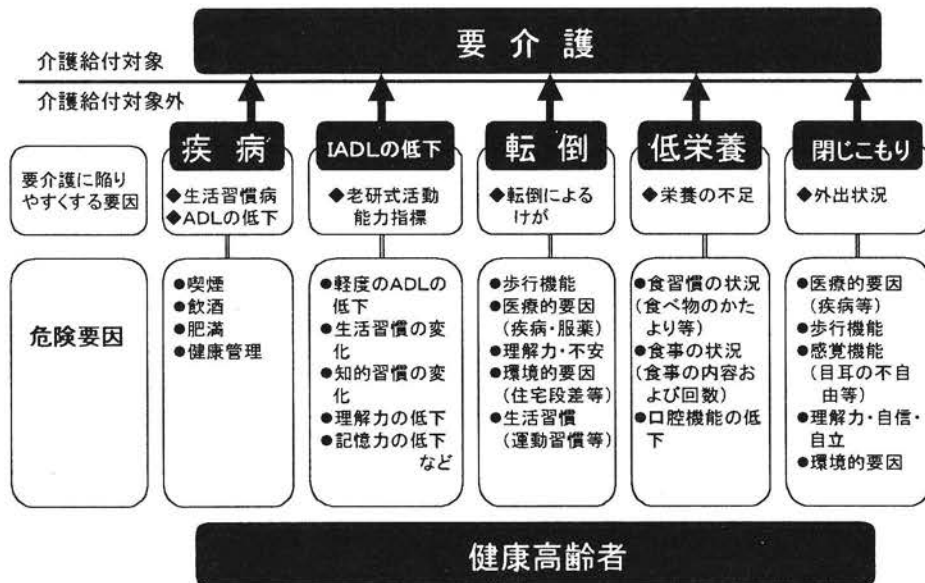 要介護
介護給付対象
介護給付対象外
要介護に陥り
やすくする要因
疾病
◆生活習慣病
◆ADLの低下
IADLの低下
◆老研式活動
能力指標
転倒
◆転倒による
けが
低栄養
◆栄養の不足
閉じこもり
◆外出状況
危険要因
●喫煙
●飲酒
●肥満
●健康管理
●軽度のADLの
低下
●生活習慣の変
化
●知的習慣の変
化
●理解力の低下
●記憶力の低下
など
●歩行機能
●医療的要因
(疾病・服薬)
●理解力・不安
●環境的要因
(住宅段差等)
●生活習慣
(運動習慣等)
●食習慣の状況
(食べ物のかた
より等)
●食事の状況
(食事の内容お
よび回数)
●口腔機能の低
下
●医療的要因
(疾病等)
●歩行機能
●感覚機能
(目耳の不自
由等)
●理解力・自信・
自立
●環境的要因
健康高齢者